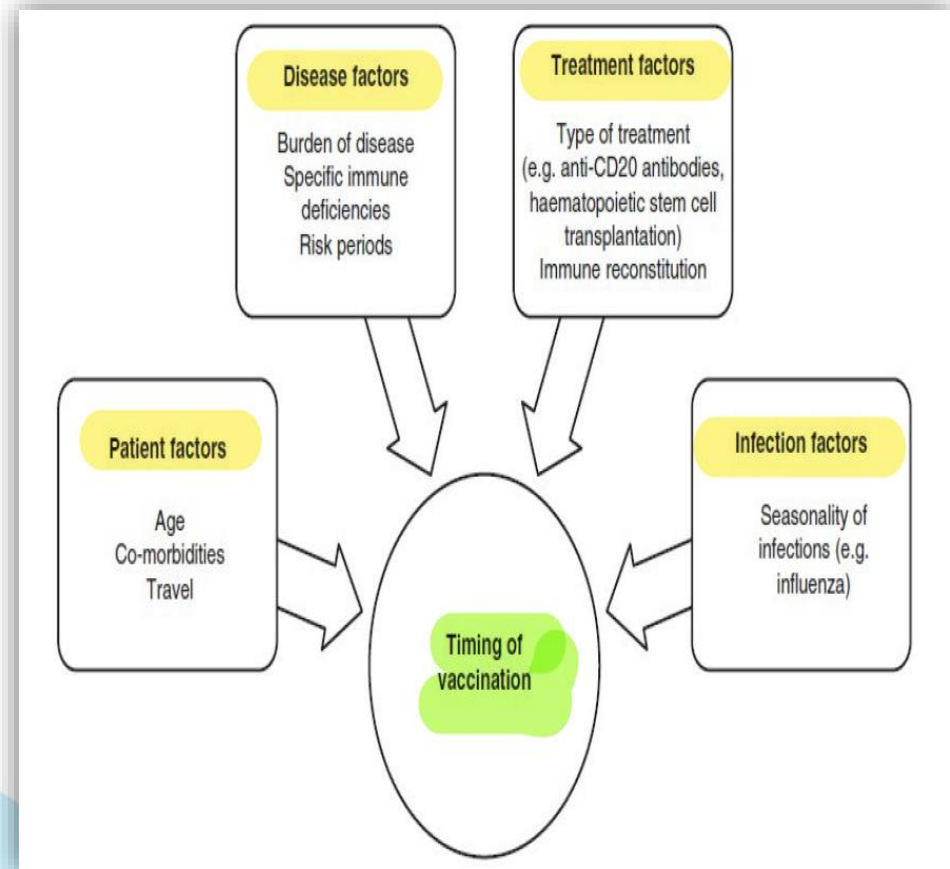 Disease factors
Burden of disease
Specific immune
deficiencies
Risk periods
Treatment factors
Type of treatment
(e.g. anti-CD20 antibodies,
haematopoietic stem cell
transplantation)
Immune reconstitution
Patient factors
Age
Co-morbidities
Travel
Infection factors
Seasonality of
infections (e.g.
influenza)
Timing of
vaccination